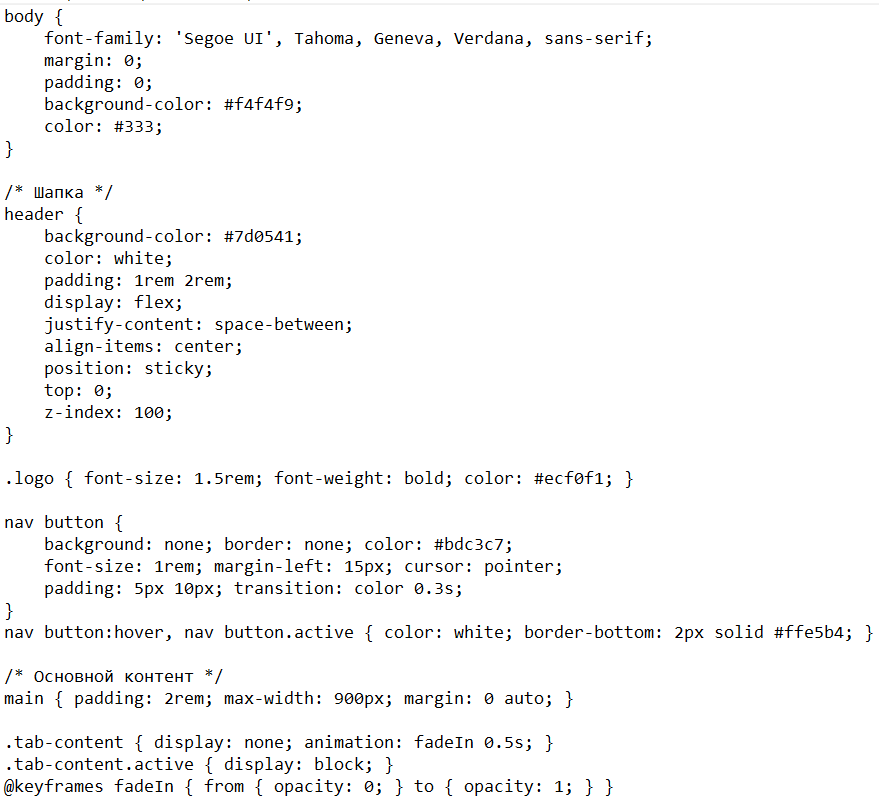 body {
    font-family: 'Segoe UI', Tahoma, Geneva, Verdana, sans-serif;
    margin: 0;
    padding: 0;
    background-color: #f4f4f9;
    color: #333;
}

/* Шапка */
header {
    background-color: #7d0541;
    color: white;
    padding: 1rem 2rem;
    display: flex;
    justify-content: space-between;
    align-items: center;
    position: sticky;
    top: 0;
    z-index: 100;
}

.logo { font-size: 1.5rem; font-weight: bold; color: #ecf0f1; }

nav button {
    background: none; border: none; color: #bdc3c7;
    font-size: 1rem; margin-left: 15px; cursor: pointer;
    padding: 5px 10px; transition: color 0.3s;
}
nav button:hover, nav button.active { color: white; border-bottom: 2px solid #ffe5b4; }

/* Основной контент */
main { padding: 2rem; max-width: 900px; margin: 0 auto; }

.tab-content { display: none; animation: fadeIn 0.5s; }
.tab-content.active { display: block; }
@keyframes fadeIn { from { opacity: 0; } to { opacity: 1; } }